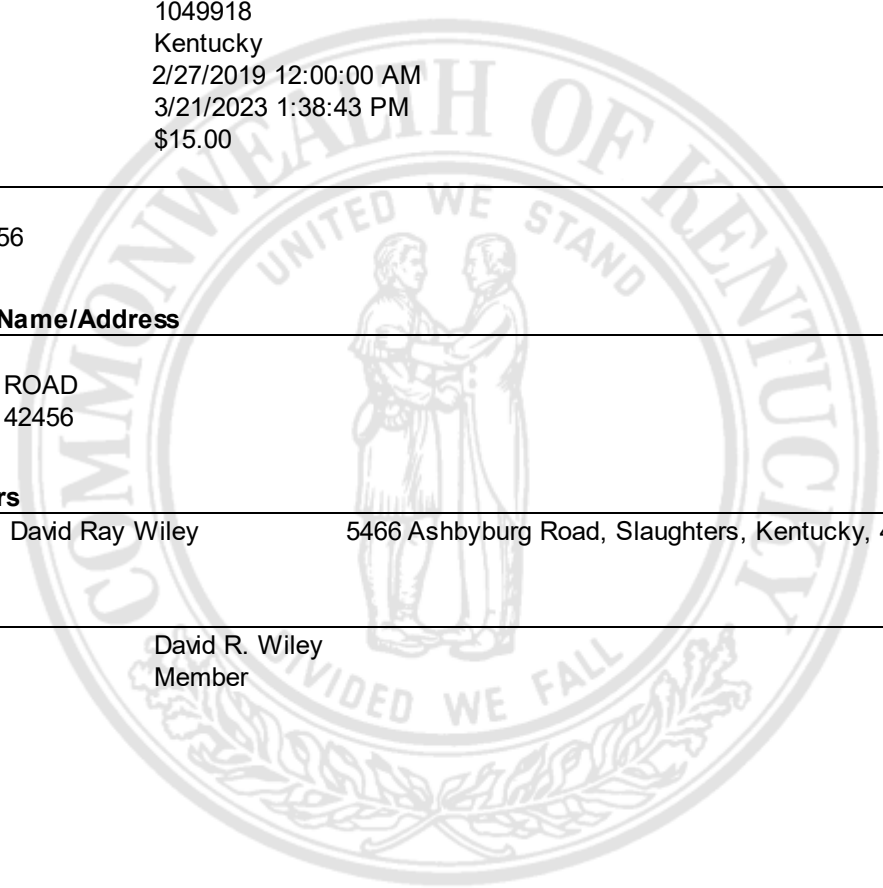 1049918
Kentucky
2/27/2019 12:00:00 AM
3/21/2023 1:38:43 PM
$15.00
56
Name/Address
ROAD
42456
rs
David Ray Wiley 5466 Ashbyburg Road, Slaughters, Kentucky, 4
David R. Wiley
Member
COMMONWEALTH OF KENTUCKY
UNITED WE STAND
DIVIDED WE FALL